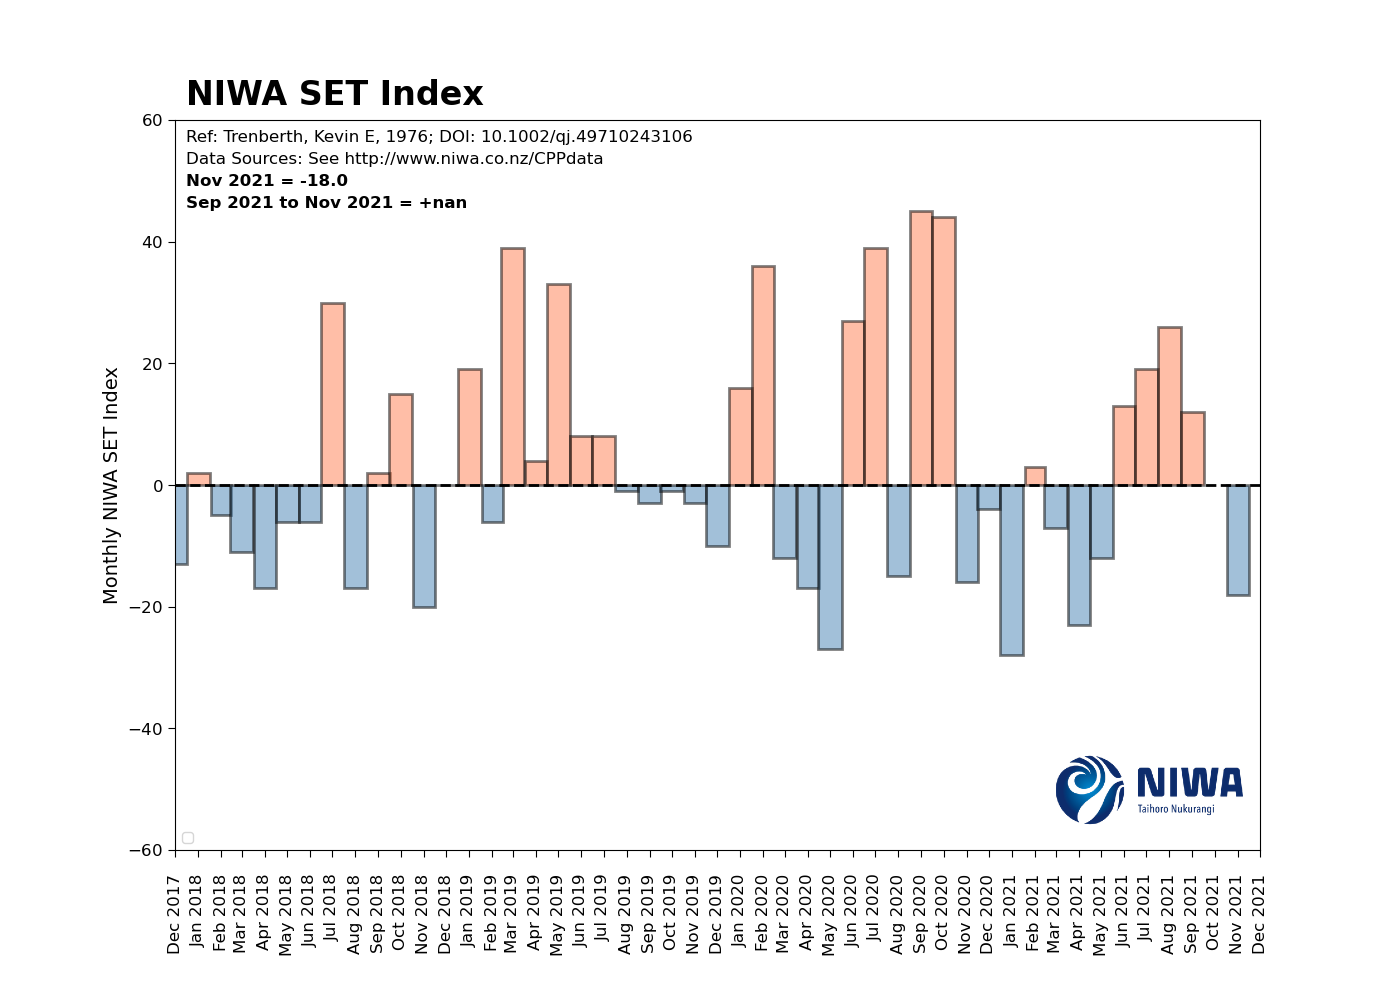 NIWA SET Index
Ref: Trenberth, Kevin E, 1976; DOI: 10.1002/qj.49710243106
Data Sources: See http://www.niwa.co.nz/CPPdata
Nov 2021 = -18.0
Sep 2021 to Nov 2021 = +nan
Monthly NIWA SET Index
60
40
20
0
−20
−40
−60
NIWA
Taihoro Nukurangi
Dec 2017
Jan 2018
Feb 2018
Mar 2018
Apr 2018
May 2018
Jun 2018
Jul 2018
Aug 2018
Sep 2018
Oct 2018
Nov 2018
Dec 2018
Jan 2019
Feb 2019
Mar 2019
Apr 2019
May 2019
Jun 2019
Jul 2019
Aug 2019
Sep 2019
Oct 2019
Nov 2019
Dec 2019
Jan 2020
Feb 2020
Mar 2020
Apr 2020
May 2020
Jun 2020
Jul 2020
Aug 2020
Sep 2020
Oct 2020
Nov 2020
Dec 2020
Jan 2021
Feb 2021
Mar 2021
Apr 2021
May 2021
Jun 2021
Jul 2021
Aug 2021
Sep 2021
Oct 2021
Nov 2021
Dec 2021